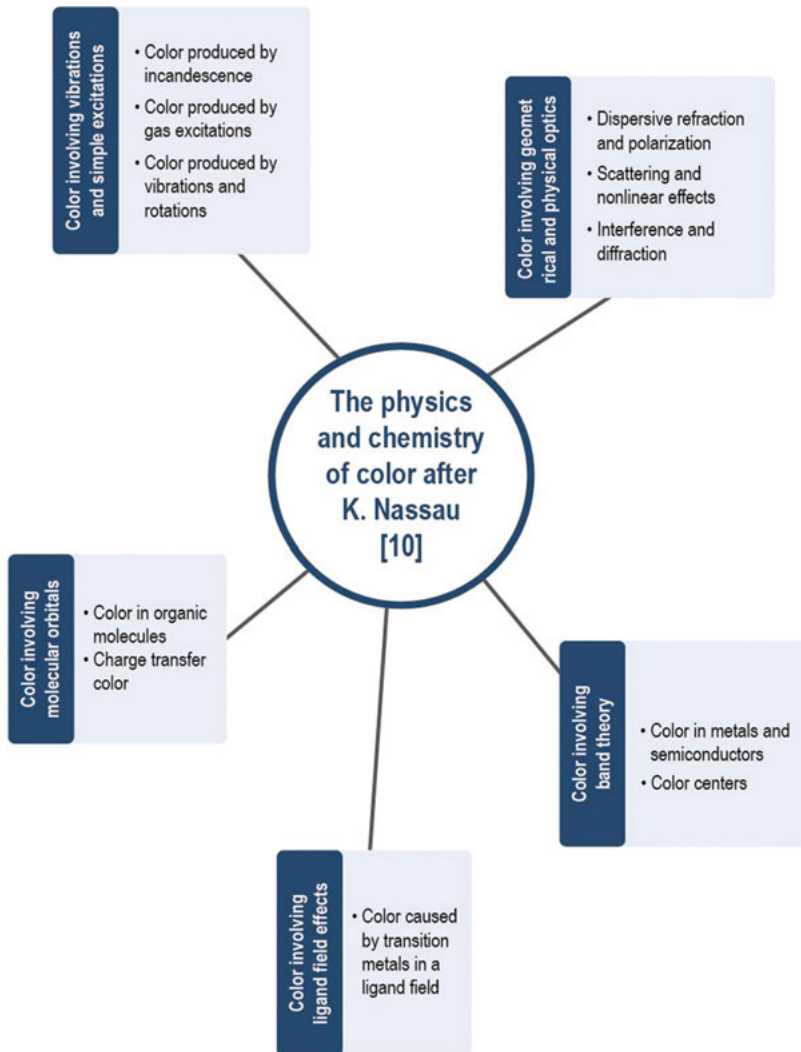 Color involving vibrations
and simple excitations
• Color produced by
incandescence
• Color produced by
gas excitations
• Color produced by
vibrations and
rotations
Color involving geomet
rical and physical optics
• Dispersive refraction
and polarization
• Scattering and
nonlinear effects
• Interference and
diffraction
The physics
and chemistry
of color after
K. Nassau
[10]
Color involving
molecular orbitals
• Color in organic
molecules
• Charge transfer
color
Color involving
band theory
• Color in metals and
semiconductors
• Color centers
Color involving
ligand field effects
• Color caused
by transition
metals in a
ligand field